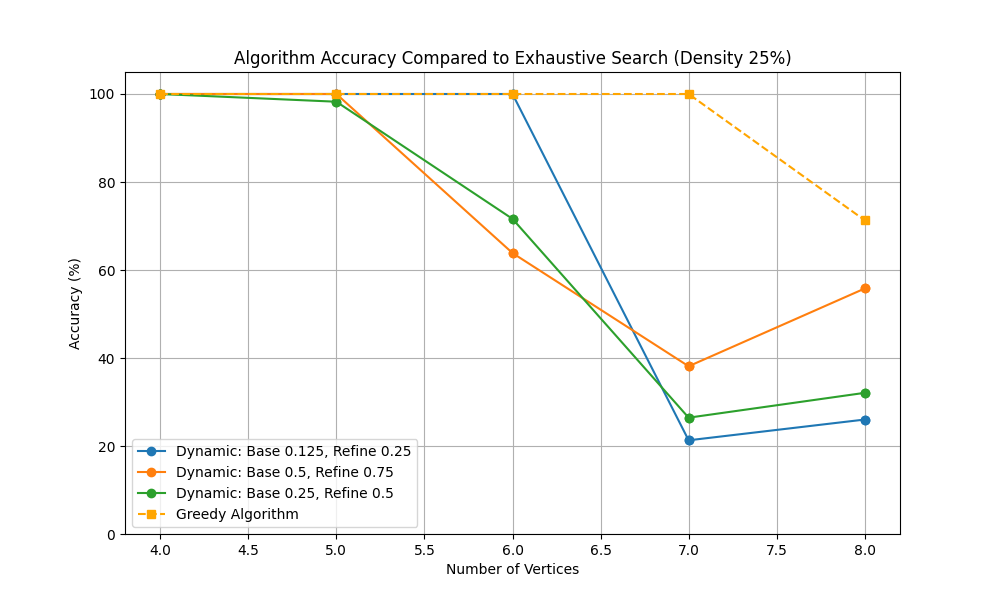 Algorithm Accuracy Compared to Exhaustive Search (Density 25%)
Accuracy (%)
100
80
60
40
20
0
Dynamic: Base 0.125, Refine 0.25
Dynamic: Base 0.5, Refine 0.75
Dynamic: Base 0.25, Refine 0.5
Greedy Algorithm
4.0 4.5 5.0 5.5 6.0 6.5 7.0 7.5 8.0
Number of Vertices